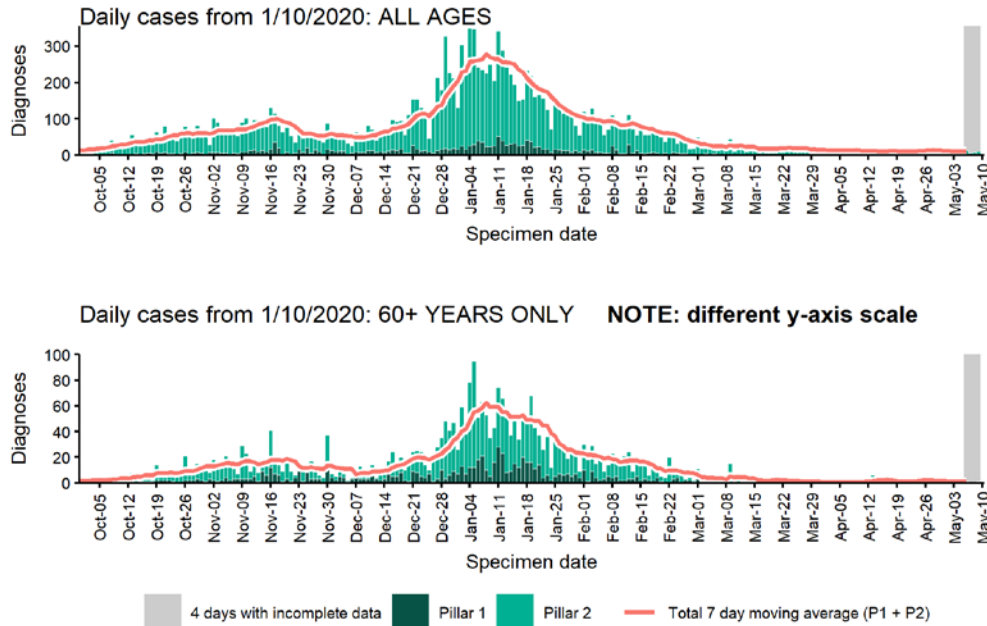 Daily cases from 1/10/2020: ALL AGES
Diagnoses
300
200
100
0
Oct-05 Oct-12 Oct-19 Oct-26 Nov-02 Nov-09 Nov-16 Nov-23 Nov-30 Dec-07 Dec-14 Dec-21 Dec-28 Jan-04 Jan-11 Jan-18 Jan-25 Feb-01 Feb-08 Feb-15 Feb-22 Mar-01 Mar-08 Mar-15 Mar-22 Mar-29 Apr-05 Apr-12 Apr-19 Apr-26 May-03 May-10
Specimen date
Daily cases from 1/10/2020: 60+ YEARS ONLY NOTE: different y-axis scale
Diagnoses
100
80
60
40
20
0
Oct-05 Oct-12 Oct-19 Oct-26 Nov-02 Nov-09 Nov-16 Nov-23 Nov-30 Dec-07 Dec-14 Dec-21 Dec-28 Jan-04 Jan-11 Jan-18 Jan-25 Feb-01 Feb-08 Feb-15 Feb-22 Mar-01 Mar-08 Mar-15 Mar-22 Mar-29 Apr-05 Apr-12 Apr-19 Apr-26 May-03 May-10
Specimen date
4 days with incomplete data Pillar 1 Pillar 2 Total 7 day moving average (P1 + P2)